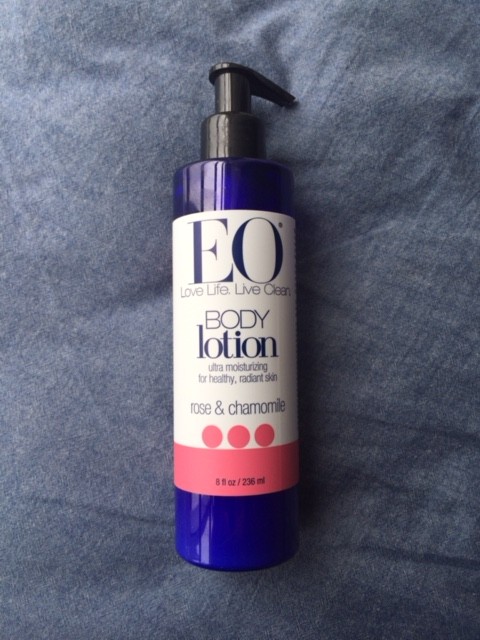 EO®
Love Life. Live Clean.
BODY
lotion
ultra moisturizing
for healthy, radiant skin
rose & chamomile
8 fl oz / 236 ml